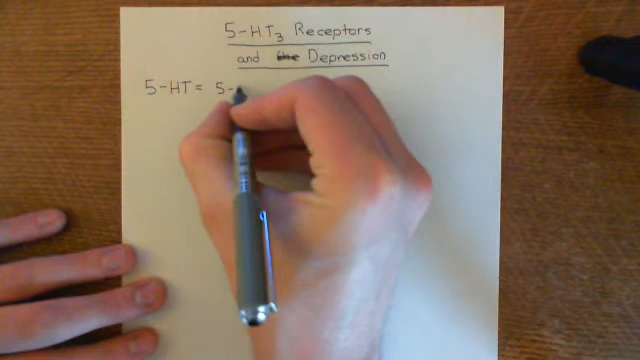 5-HT₃ Receptors
and the Depression
5-HT = 5-